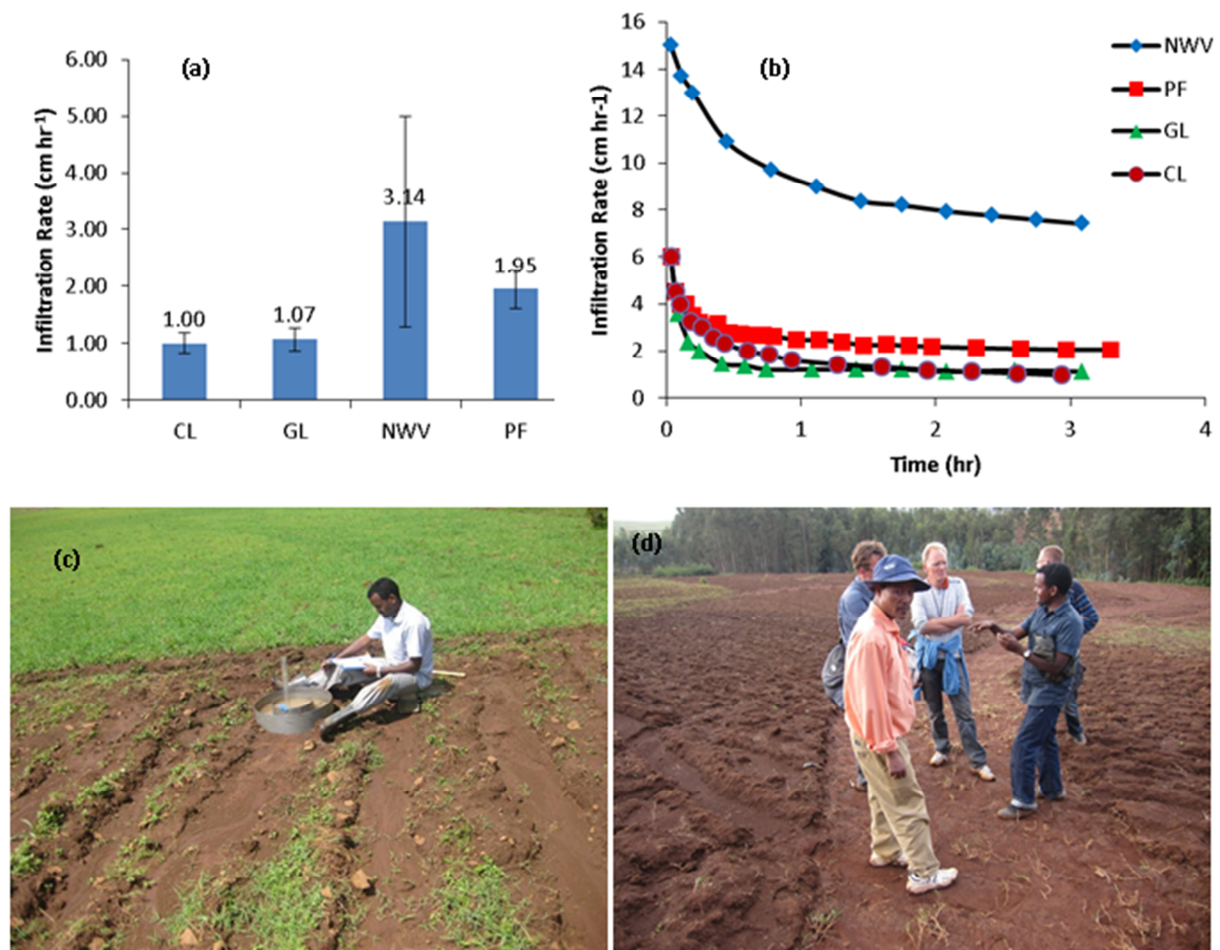 (a)
6.00
5.00
4.00
3.00
2.00
1.00
0.00
Infiltration Rate (cm hr¹)
1.00
1.07
3.14
1.95
CL
GL
NWV
PF
(b)
16
14
12
10
8
6
4
2
0
Infiltration Rate (cm hr-1)
NWV
PF
GL
CL
0
1
2
3
4
Time (hr)
(c)
(d)